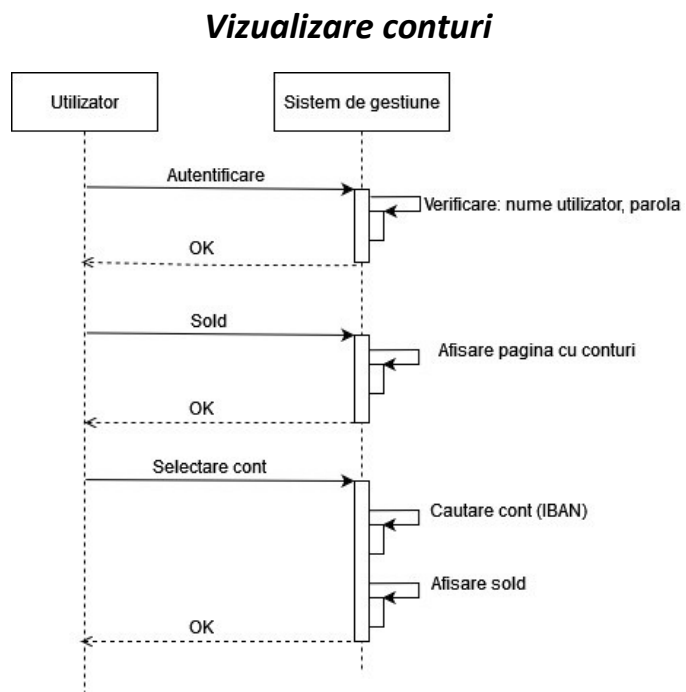 Vizualizare conturi
Utilizator
Sistem de gestiune
Autentificare
Verificare: nume utilizator, parola
OK
Sold
Afisare pagina cu conturi
OK
Selectare cont
Cautare cont (IBAN)
Afisare sold
OK